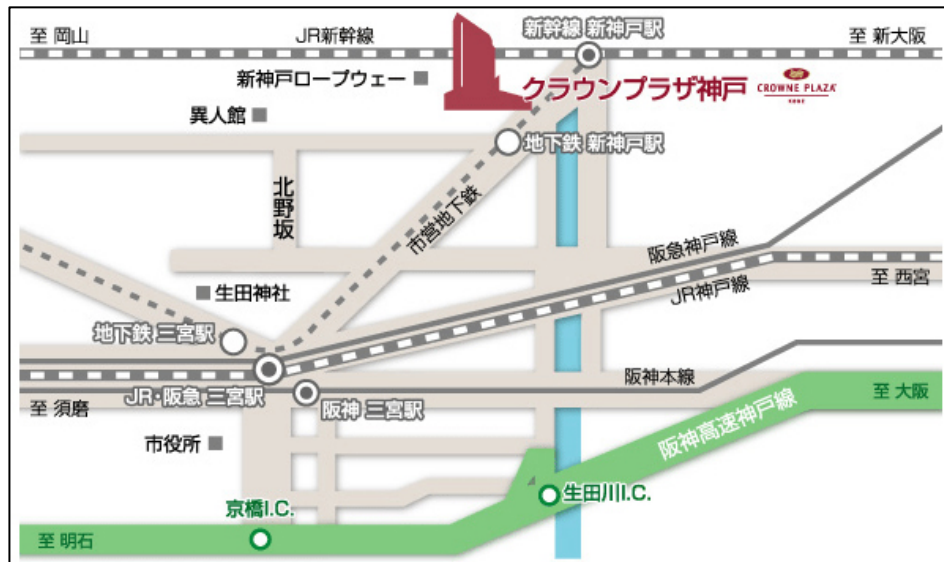 至 岡山
JR新幹線
新幹線 新神戸駅
至 新大阪
新神戸ロープウェー
クラウンプラザ神戸
CROWNE PLAZA
異人館
地下鉄 新神戸駅
北野坂
市営地下鉄
阪急神戸線
JR神戸線
至 西宮
生田神社
地下鉄 三宮駅
JR・阪急 三宮駅
阪神 三宮駅
阪神本線
至 須磨
至 大阪
阪神高速神戸線
市役所
生田川I.C.
京橋I.C.
至 明石